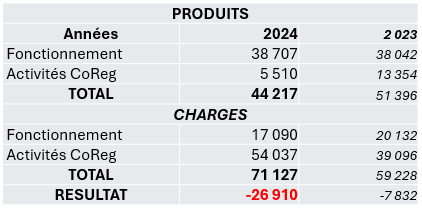 PRODUITS
Années 2024 2 023
Fonctionnement 38 707 38 042
Activités CoReg 5 510 13 354
TOTAL 44 217 51 396
CHARGES
Fonctionnement 17 090 20 132
Activités CoReg 54 037 39 096
TOTAL 71 127 59 228
RESULTAT -26 910 -7 832